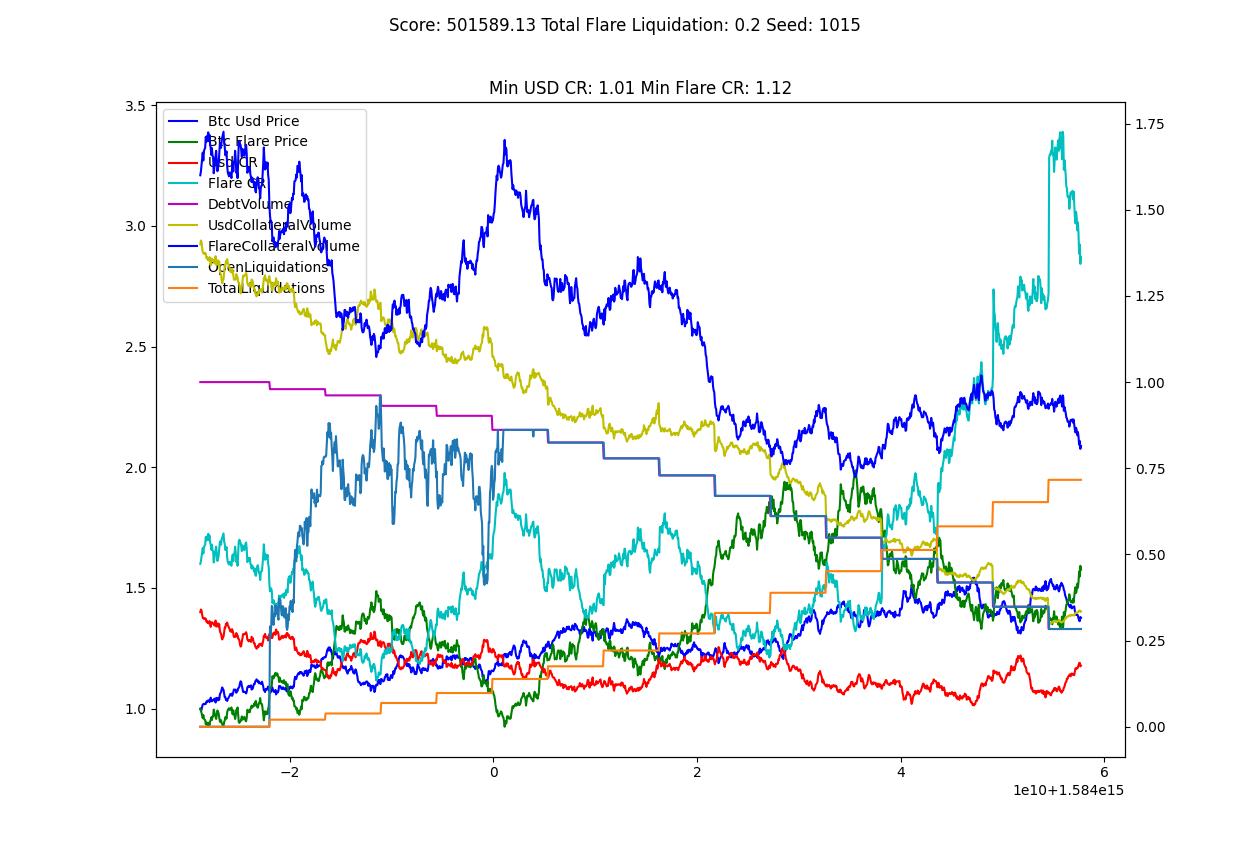 Score: 501589.13 Total Flare Liquidation: 0.2 Seed: 1015
Min USD CR: 1.01 Min Flare CR: 1.12
3.5
3.0
2.5
2.0
1.5
1.0
Btc Usd Price
Btc Flare Price
Usd CR
Flare CR
DebtVolume
UsdCollateralVolume
FlareCollateralVolume
OpenLiquidations
TotalLiquidations
1.75
1.50
1.25
1.00
0.75
0.50
0.25
0.00
−2 0 2 4 6
1e10+1.584e15